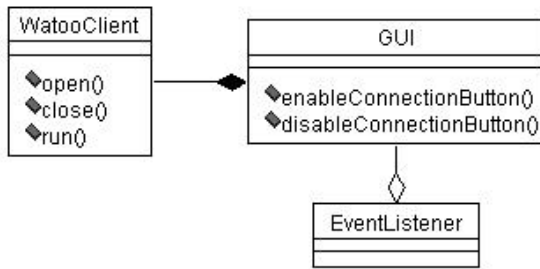 WatooClient
open()
close()
run()
GUI
enableConnectionButton()
disableConnectionButton()
EventListener